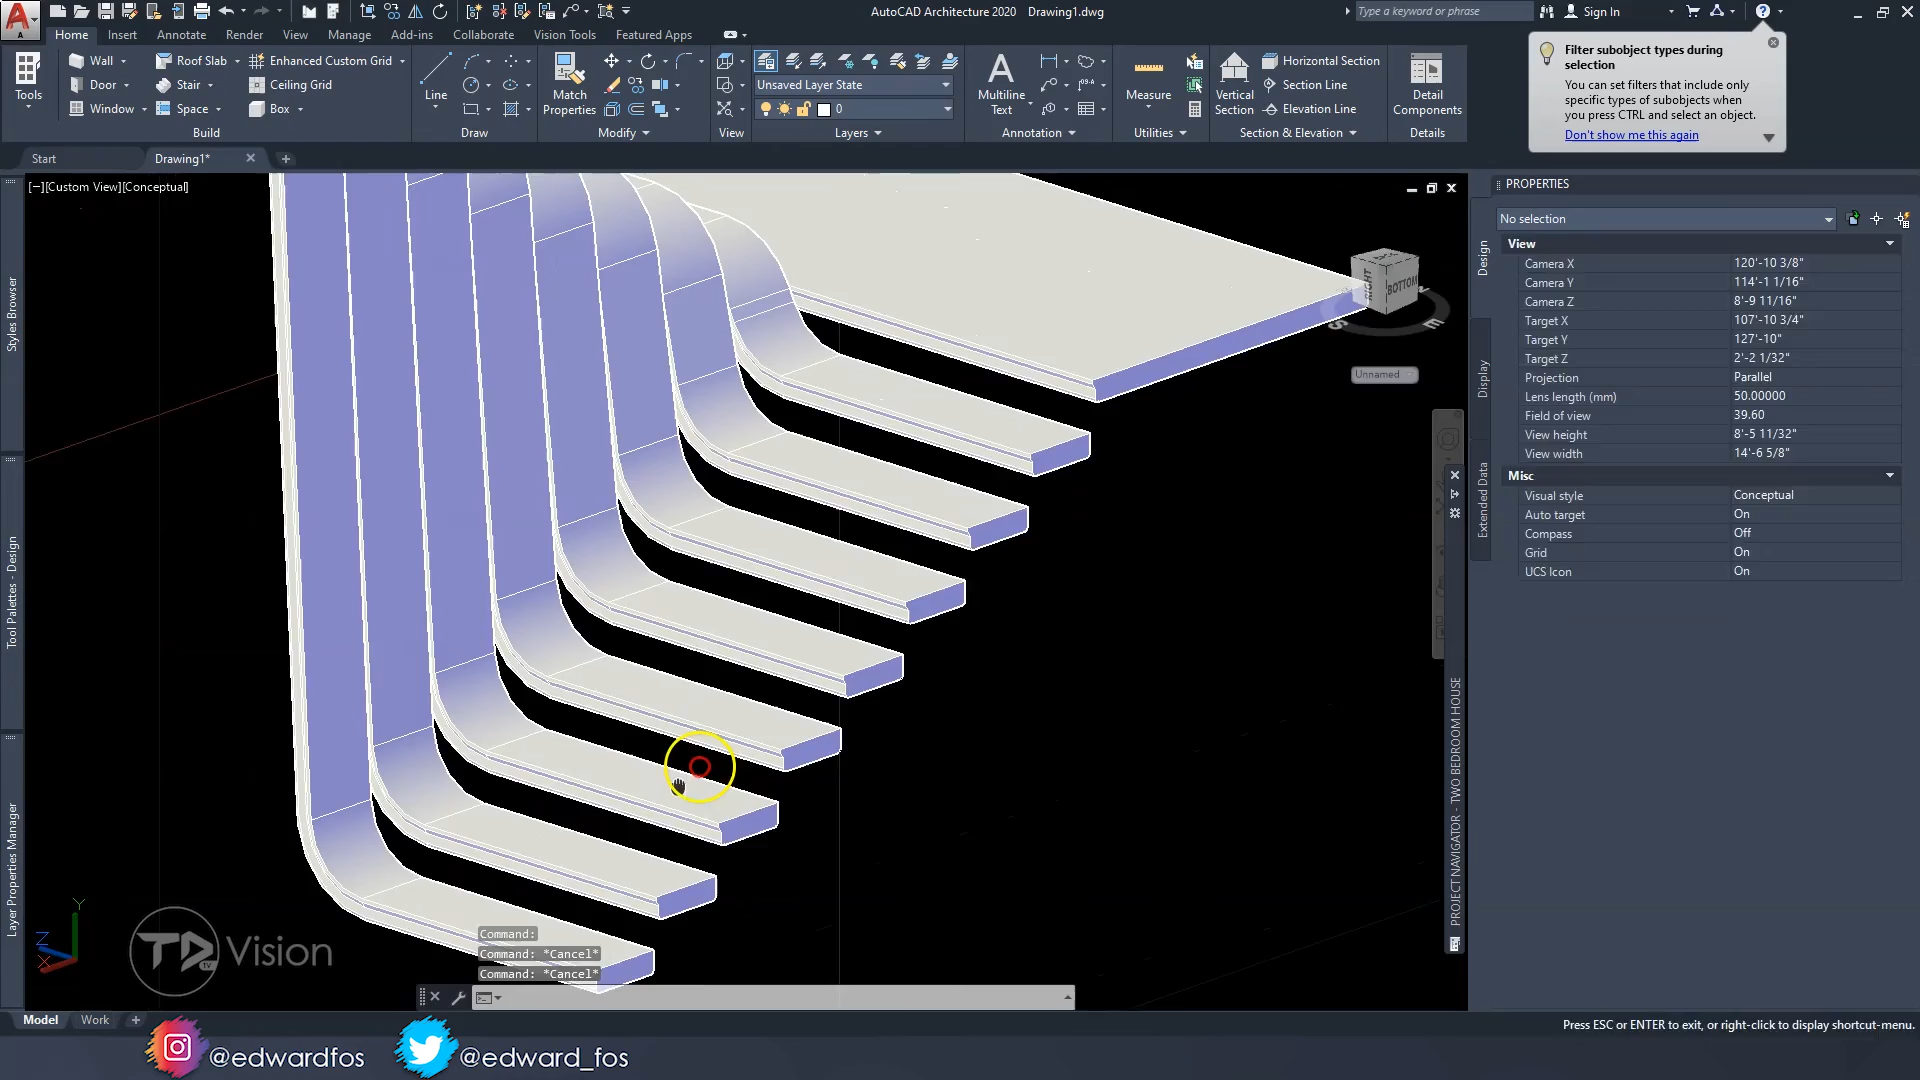 AutoCAD Architecture 2020 Drawing1.dwg
Type a keyword or phrase
Sign In
Home Insert Annotate Render View Manage Add-ins Collaborate Vision Tools Featured Apps
Tools
Wall Roof Slab Enhanced Custom Grid
Door Stair Ceiling Grid
Window Space Box
Build
Line
Draw
Match Properties
Modify
View
Unsaved Layer State
0
Layers
Multiline Text
Annotation
Measure
Utilities
Vertical Section
Horizontal Section
Section Line
Elevation Line
Section & Elevation
Detail Components
Details
Filter subobject types during
selection
You can set filters that include only
specific types of subobjects when
you press CTRL and select an object.
Don't show me this again
Start Drawing1*
[−][Custom View][Conceptual]
RIGHT
BOTTOM
S
E
Unnamed
PROPERTIES
No selection
View
Camera X 120'-10 3/8"
Camera Y 114'-1 1/16"
Camera Z 8'-9 11/16"
Target X 107'-10 3/4"
Target Y 127'-10"
Target Z 2'-2 1/32"
Projection Parallel
Lens length (mm) 50.00000
Field of view 39.60
View height 8'-5 11/32"
View width 14'-6 5/8"
Misc
Visual style Conceptual
Auto target On
Compass Off
Grid On
UCS Icon On
Design
Display
Extended Data
PROJECT NAVIGATOR - TWO BEDROOM HOUSE
Styles Browser
Tool Palettes - Design
Layer Properties Manager
Y
Z
X
TD Vision
TV
Command:
Command: *Cancel*
Command: *Cancel*
Model Work
Press ESC or ENTER to exit, or right-click to display shortcut-menu.
@edwardfos @edward_fos